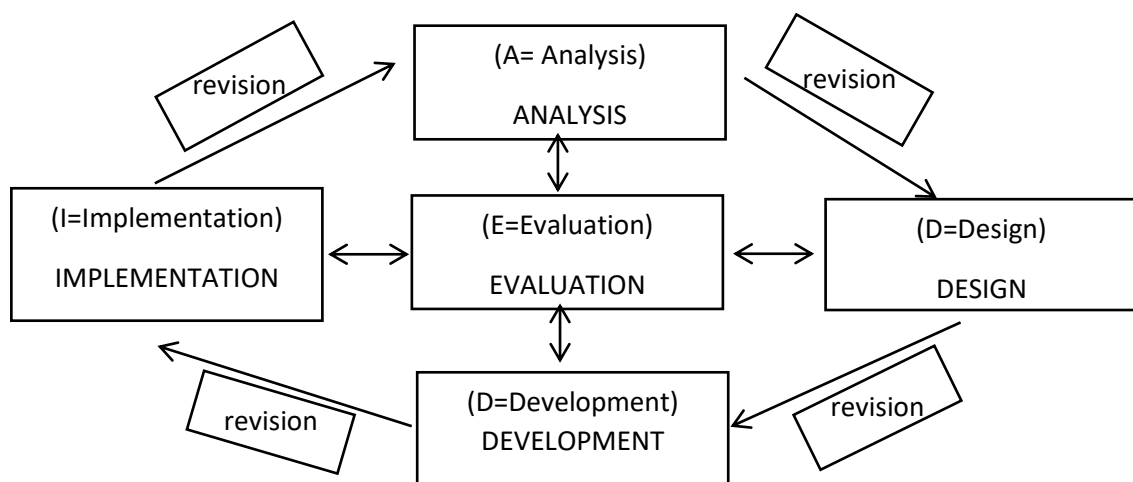 revision
(A= Analysis)
ANALYSIS
revision
(I=Implementation)
IMPLEMENTATION
(E=Evaluation)
EVALUATION
(D=Design)
DESIGN
revision
(D=Development)
DEVELOPMENT
revision